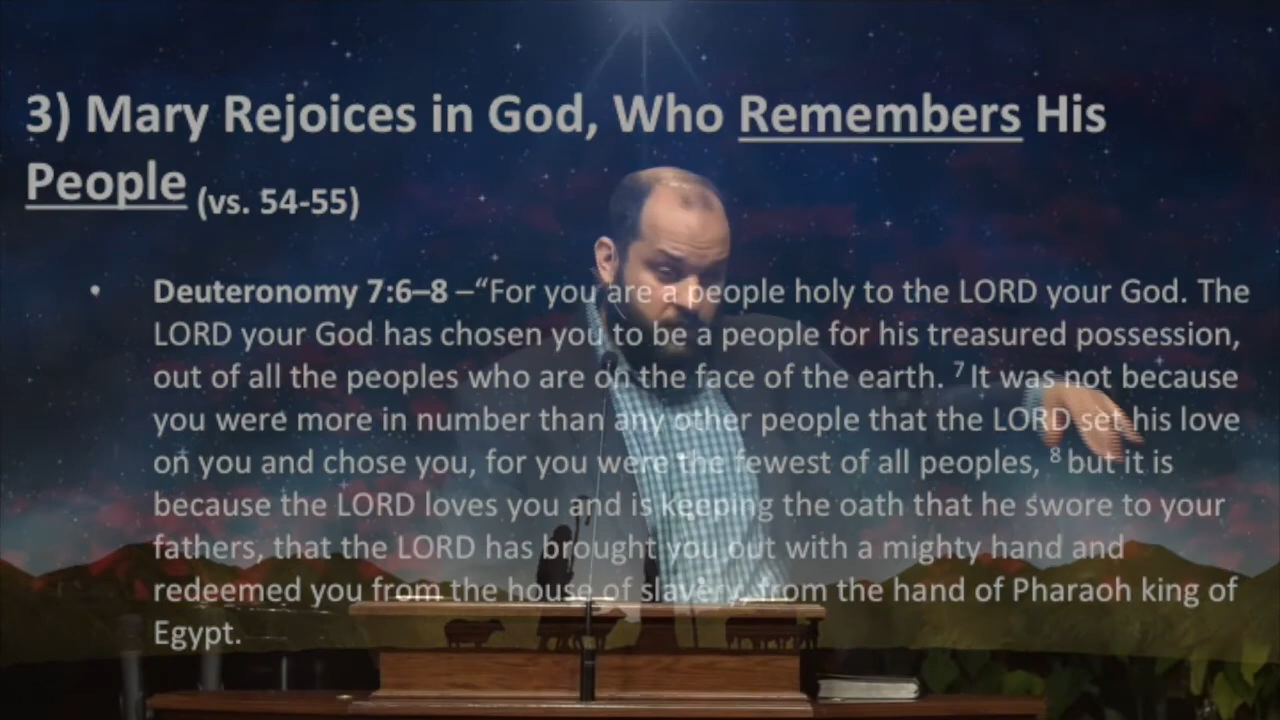 3) Mary Rejoices in God, Who Remembers His
People (vs. 54-55)
• Deuteronomy 7:6–8 –“For you are a people holy to the LORD your God. The
LORD your God has chosen you to be a people for his treasured possession,
out of all the peoples who are on the face of the earth. 7 It was not because
you were more in number than any other people that the LORD set his love
on you and chose you, for you were the fewest of all peoples, 8 but it is
because the LORD loves you and is keeping the oath that he swore to your
fathers, that the LORD has brought you out with a mighty hand and
redeemed you from the house of slavery, from the hand of Pharaoh king of
Egypt.